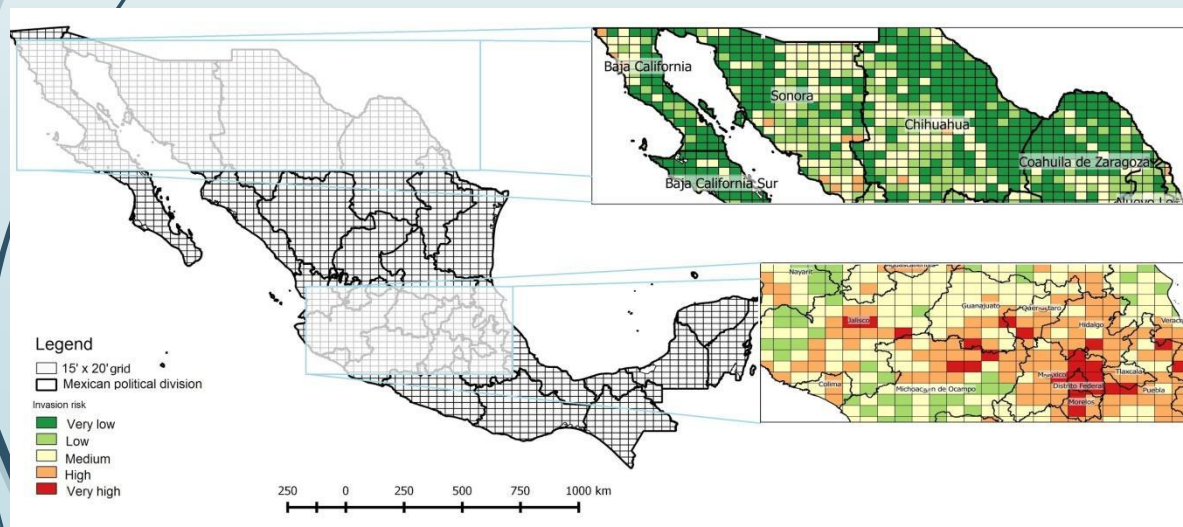 Baja California
Sonora
Chihuahua
Coahuila de Zaragoza
Baja California Sur
Nayarit
Guanajuato
Jalisco
Hidalgo
Colima
Michoacán de Ocampo
Distrito Federal
Tlaxcala
Puebla
Morelos
Legend
15' x 20' grid
Mexican political division
Invasion risk
Very low
Low
Medium
High
Very high
250 0 250 500 750 1000 km